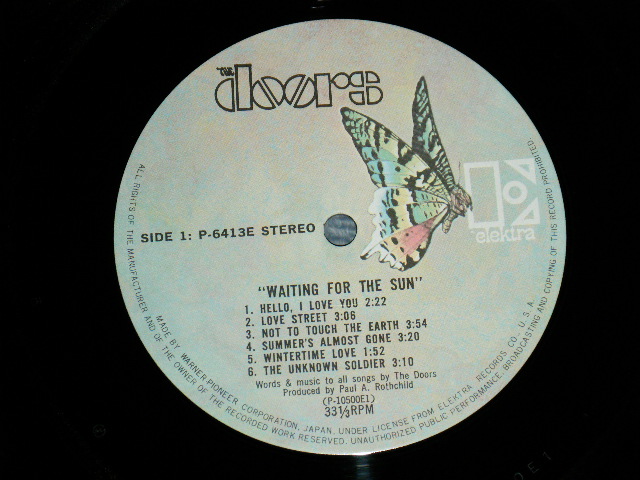 THE
doors
elektra
SIDE 1: P-6413E STEREO
"WAITING FOR THE SUN"
1. HELLO, I LOVE YOU 2:22
2. LOVE STREET 3:06
3. NOT TO TOUCH THE EARTH 3:54
4. SUMMER'S ALMOST GONE 3:20
5. WINTERTIME LOVE 1:52
6. THE UNKNOWN SOLDIER 3:10
Words & music to all songs by The Doors
Produced by Paul A. Rothchild
(P-10500E1)
33⅓RPM
MADE BY WARNER-PIONEER CORPORATION, JAPAN, UNDER LICENSE FROM ELEKTRA RECORDS CO., U.S.A.
ALL RIGHTS OF THE MANUFACTURER AND OF THE OWNER OF THE RECORDED WORK RESERVED. UNAUTHORIZED PUBLIC PERFORMANCE, BROADCASTING AND COPYING OF THIS RECORD PROHIBITED.